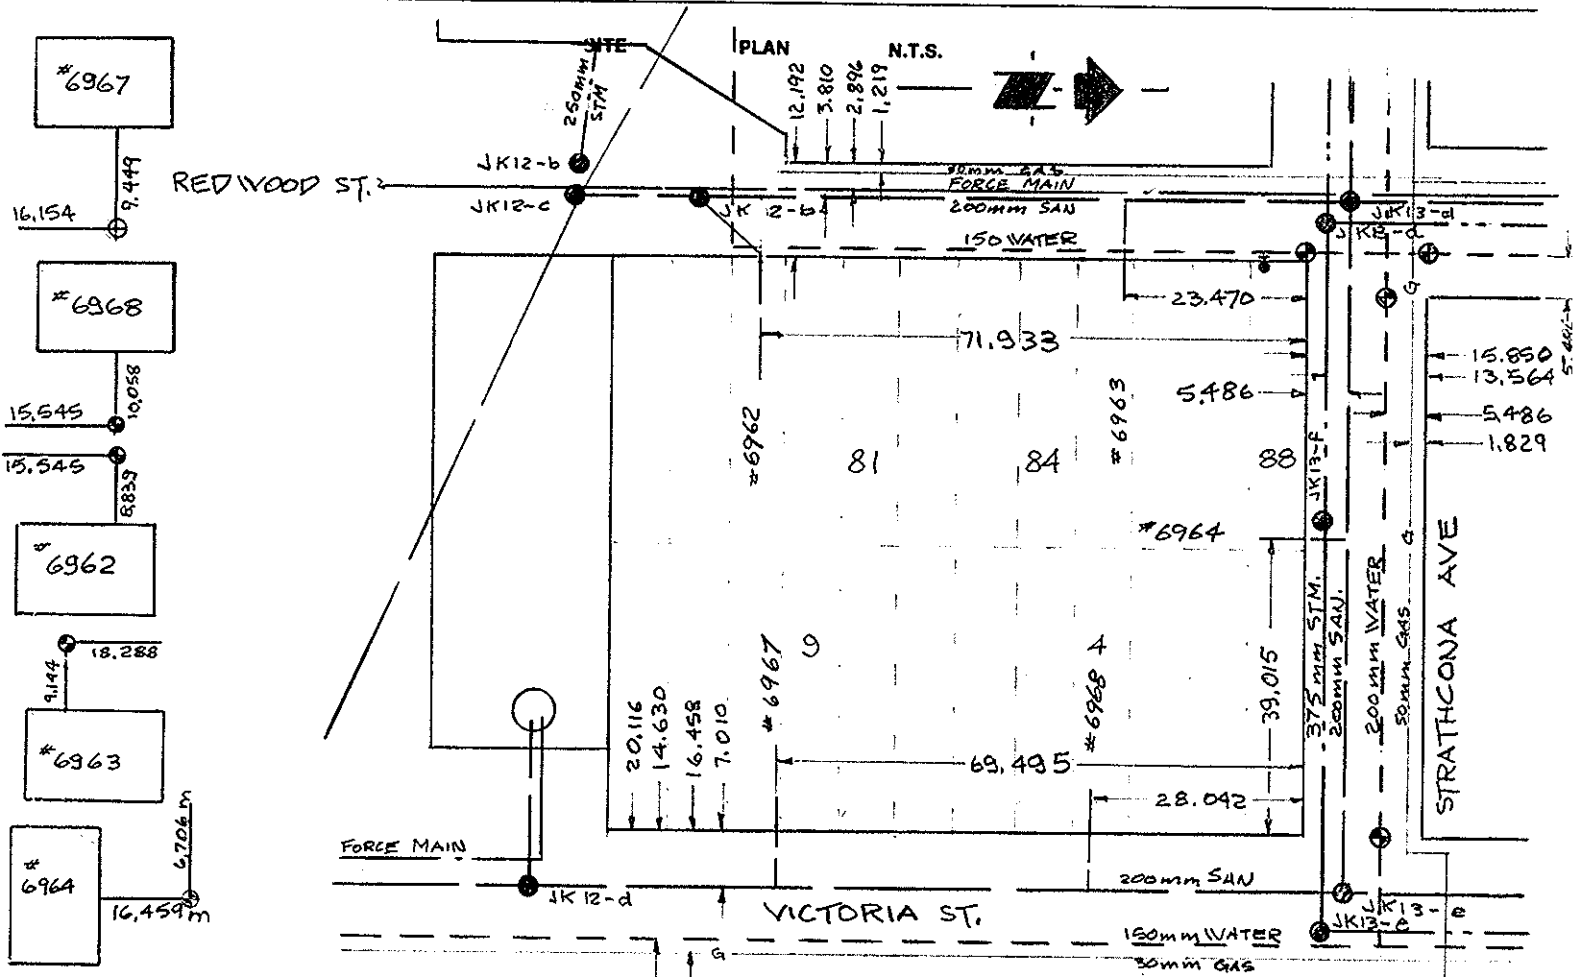 SITE PLAN N.T.S.
#6967
9.449
16,154
#6968
10,058
15,545
15.545
8,839
#6962
18.288
9,144
#6963
#
6964
6,706 m
16,459 m
250mm
STM
12.192
3.810
2.896
1.219
JK12-b
REDWOOD ST.
JK12-c
JK12-b
GAS
FORCE MAIN
200mm SAN
150 WATER
JK13-d
23.470
71.933
5.486
15.850
13.564
5,486
1.829
#6962
#6963
81
84
88
JK13-f
#6964
G
G
375mm STM.
200mm SAN.
200mm WATER
50mm GAS
STRATHCONA AVE
#6967
9
#6968
4
39,015
20.116
14.630
16.458
7.010
69.495
28.042
FORCE MAIN
JK12-d
200mm SAN
VICTORIA ST.
JK13-e
JK13-e
150mm WATER
G
30mm GAS